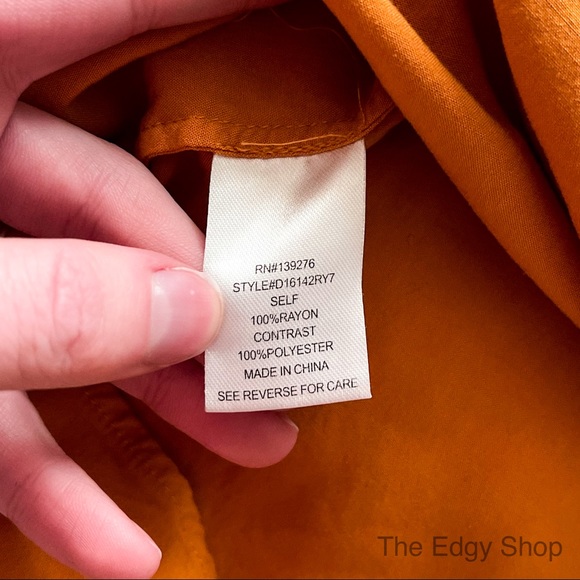 RN#139276
STYLE#D16142RY7
SELF
100%RAYON
CONTRAST
100%POLYESTER
MADE IN CHINA
SEE REVERSE FOR CARE
The Edgy Shop